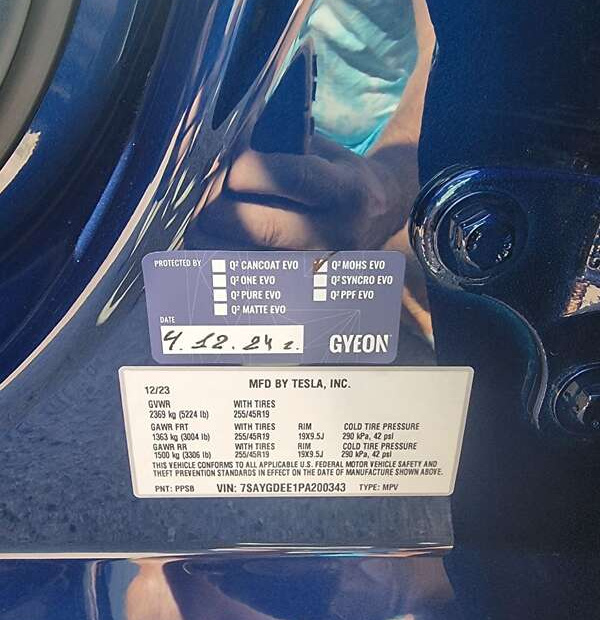 PROTECTED BY
Q² CANCOAT EVO Q² MOHS EVO
Q² ONE EVO Q² SYNCRO EVO
Q² PURE EVO Q² PPF EVO
Q² MATTE EVO
DATE
4.12.24 г.
GYEON
MFD BY TESLA, INC.
12/23
GVWR WITH TIRES
2369 kg (5224 lb) 255/45R19
GAWR FRT WITH TIRES RIM COLD TIRE PRESSURE
1363 kg (3004 lb) 255/45R19 19X9.5J 290 kPa, 42 psi
GAWR RR WITH TIRES RIM COLD TIRE PRESSURE
1500 kg (3306 lb) 255/45R19 19X9.5J 290 kPa, 42 psi
THIS VEHICLE CONFORMS TO ALL APPLICABLE U.S. FEDERAL MOTOR VEHICLE SAFETY AND
THEFT PREVENTION STANDARDS IN EFFECT ON THE DATE OF MANUFACTURE SHOWN ABOVE.
PNT: PPSB VIN: 7SAYGDEE1PA200343 TYPE: MPV